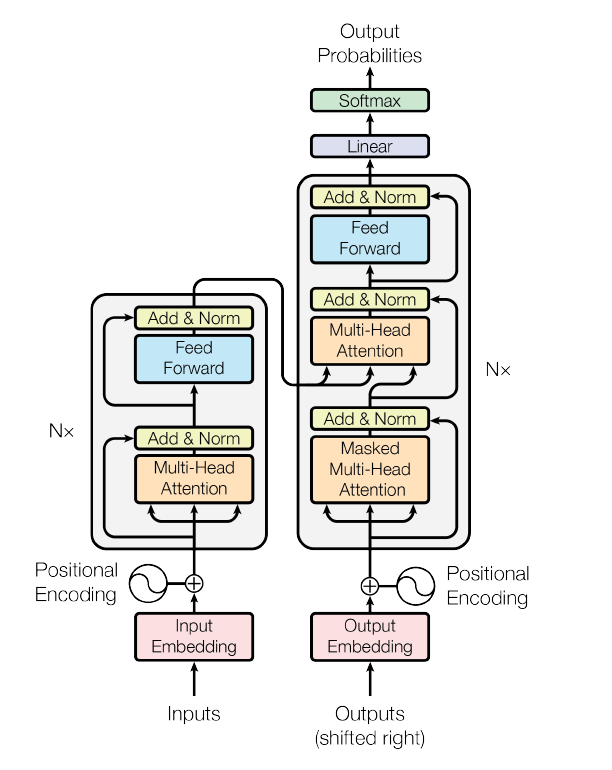 Output
Probabilities
Softmax
Linear
Add & Norm
Feed
Forward
Add & Norm
Multi-Head
Attention
Add & Norm
Masked
Multi-Head
Attention
N×
Add & Norm
Feed
Forward
Add & Norm
Multi-Head
Attention
N×
Positional
Encoding
Positional
Encoding
Input
Embedding
Output
Embedding
Inputs
Outputs
(shifted right)